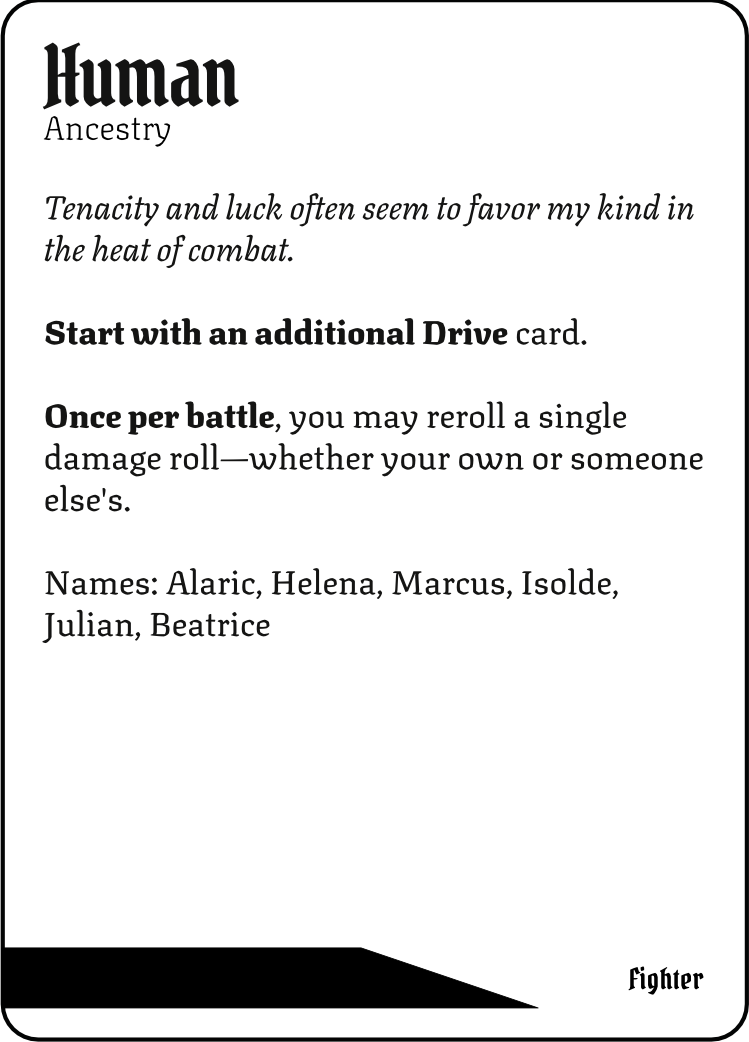 Human
Ancestry
Tenacity and luck often seem to favor my kind in
the heat of combat.
Start with an additional Drive card.
Once per battle, you may reroll a single
damage roll—whether your own or someone
else's.
Names: Alaric, Helena, Marcus, Isolde,
Julian, Beatrice
Fighter